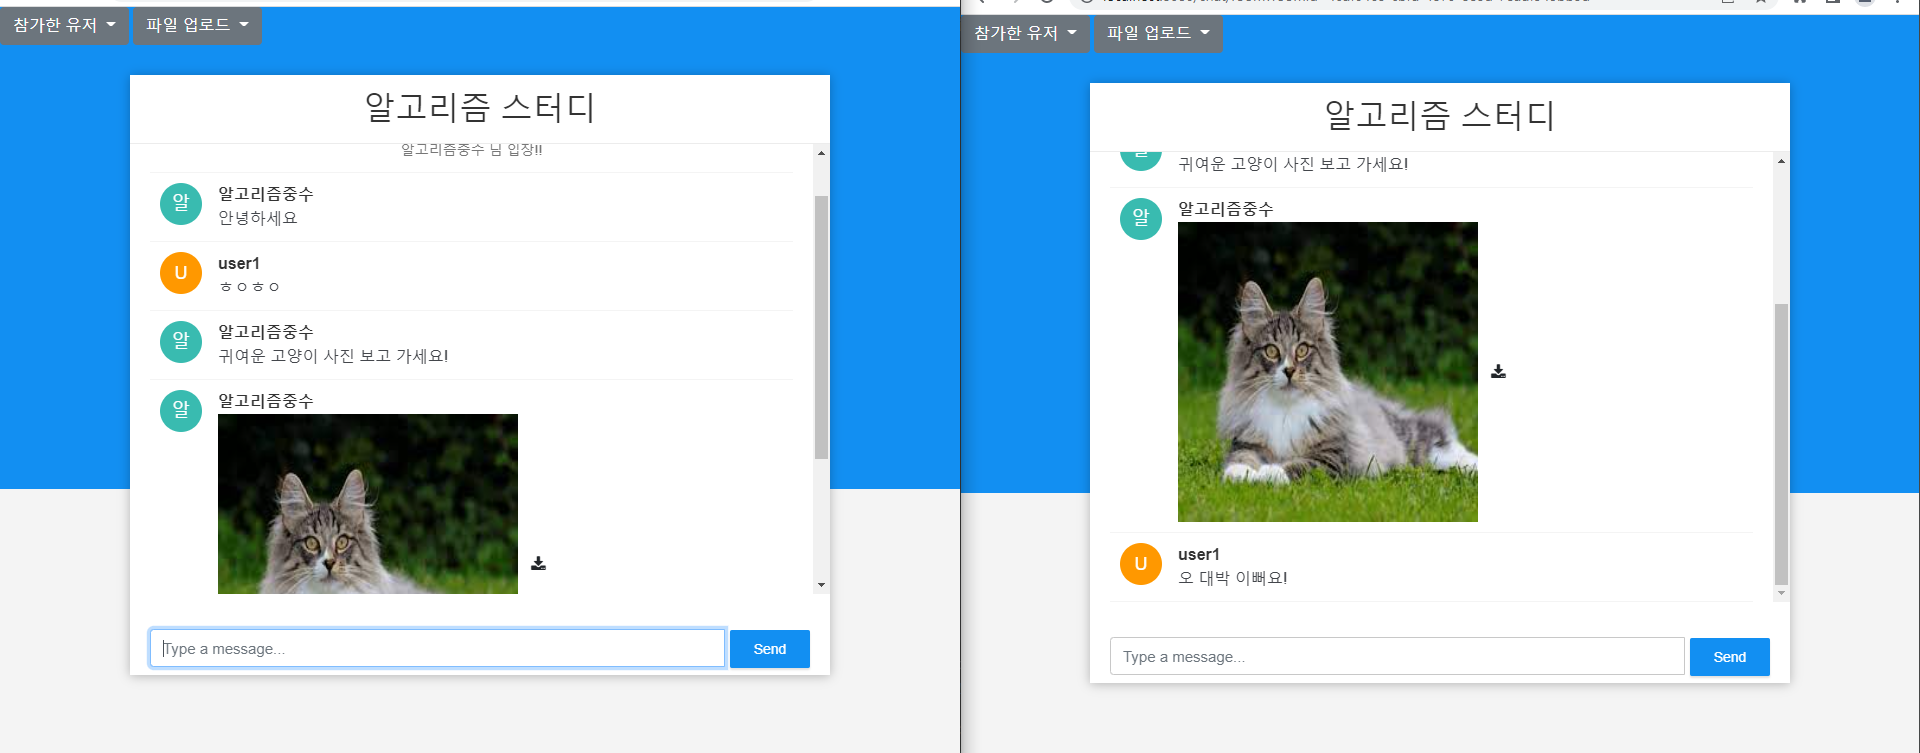 참가한 유저
파일 업로드
알고리즘 스터디
알고리즘중수 님 입장!!
알
알고리즘중수
안녕하세요
U
user1
ㅎㅇㅎㅇ
알
알고리즘중수
귀여운 고양이 사진 보고 가세요!
알
알고리즘중수
Type a message...
Send
참가한 유저
파일 업로드
알고리즘 스터디
귀여운 고양이 사진 보고 가세요!
알
알고리즘중수
U
user1
오 대박 이뻐요!
Type a message...
Send